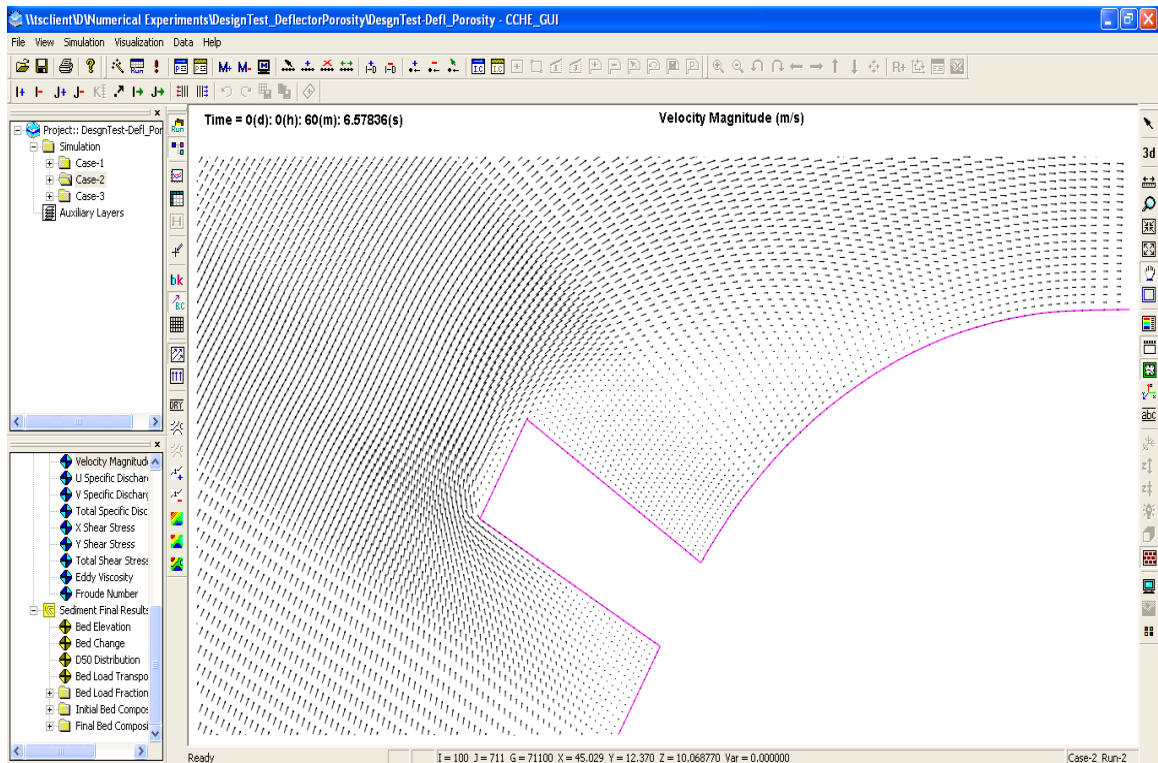 \\tsclient\D\Numerical Experiments\DesignTest_DeflectorPorosity\DesgnTest-Defl_Porosity - CCHE_GUI
File View Simulation Visualization Data Help
RUN M+ M- M I.C I.C R+
I+ I- J+ J- I→ J→
Project:: DesgnTest-Defl_Por
Simulation
Case-1
Case-2
Case-3
Auxiliary Layers
Run
bk
B.C
DRY
Time = 0(d): 0(h): 60(m): 6.57836(s)
Velocity Magnitude (m/s)
3d
abc
Velocity Magnitud
U Specific Dischar
V Specific Discharg
Total Specific Disc
X Shear Stress
Y Shear Stress
Total Shear Stress
Eddy Viscosity
Froude Number
Sediment Final Results
Bed Elevation
Bed Change
D50 Distribution
Bed Load Transpo
Bed Load Fraction
Initial Bed Compos
Final Bed Composi
Ready
I = 100 J = 711 G = 71100 X = 45.029 Y = 12.370 Z = 10.068770 Var = 0.000000
Case-2 Run-2